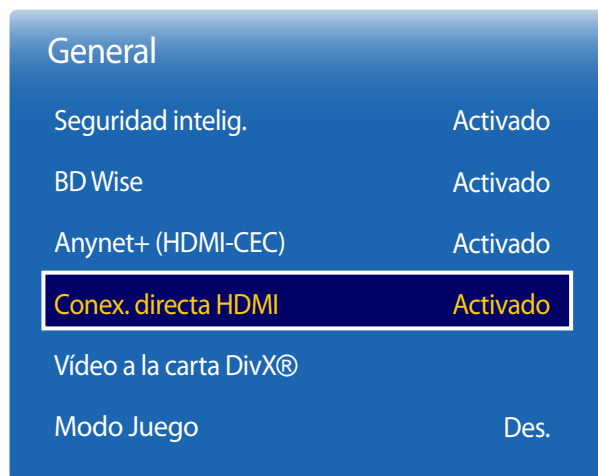 General
Seguridad intelig. Activado
BD Wise Activado
Anynet+ (HDMI-CEC) Activado
Conex. directa HDMI Activado
Vídeo a la carta DivX®
Modo Juego Des.